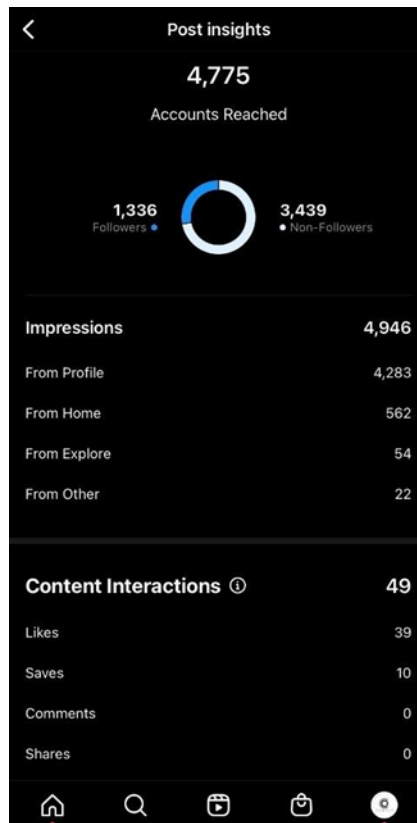 Post insights
4,775
Accounts Reached
1,336
Followers
3,439
Non-Followers
Impressions 4,946
From Profile 4,283
From Home 562
From Explore 54
From Other 22
Content Interactions 49
Likes 39
Saves 10
Comments 0
Shares 0